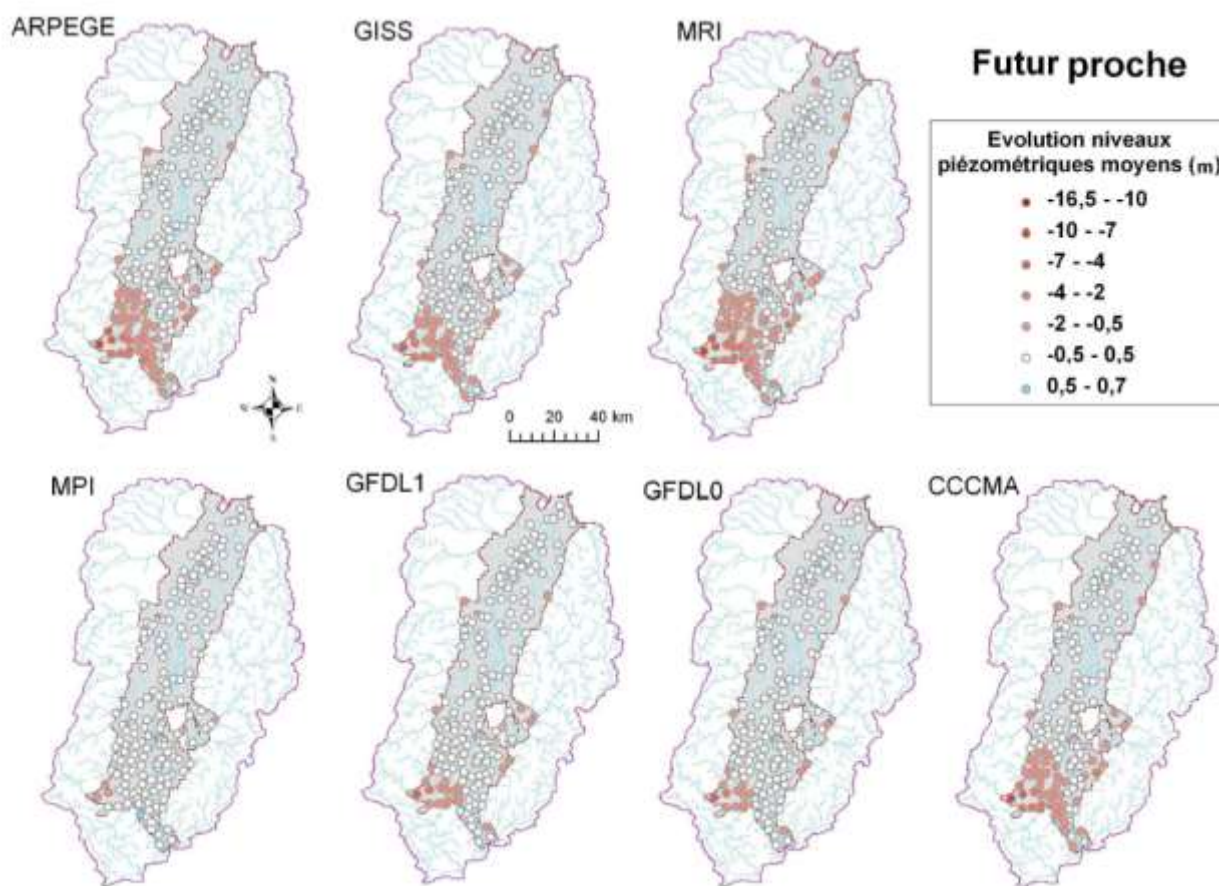 ARPEGE
GISS
MRI
Futur proche
Evolution niveaux
piézométriques moyens (m)
-16,5 - -10
-10 - -7
-7 - -4
-4 - -2
-2 - -0,5
-0,5 - 0,5
0,5 - 0,7
N
W
E
S
0 20 40 km
MPI
GFDL1
GFDL0
CCCMA